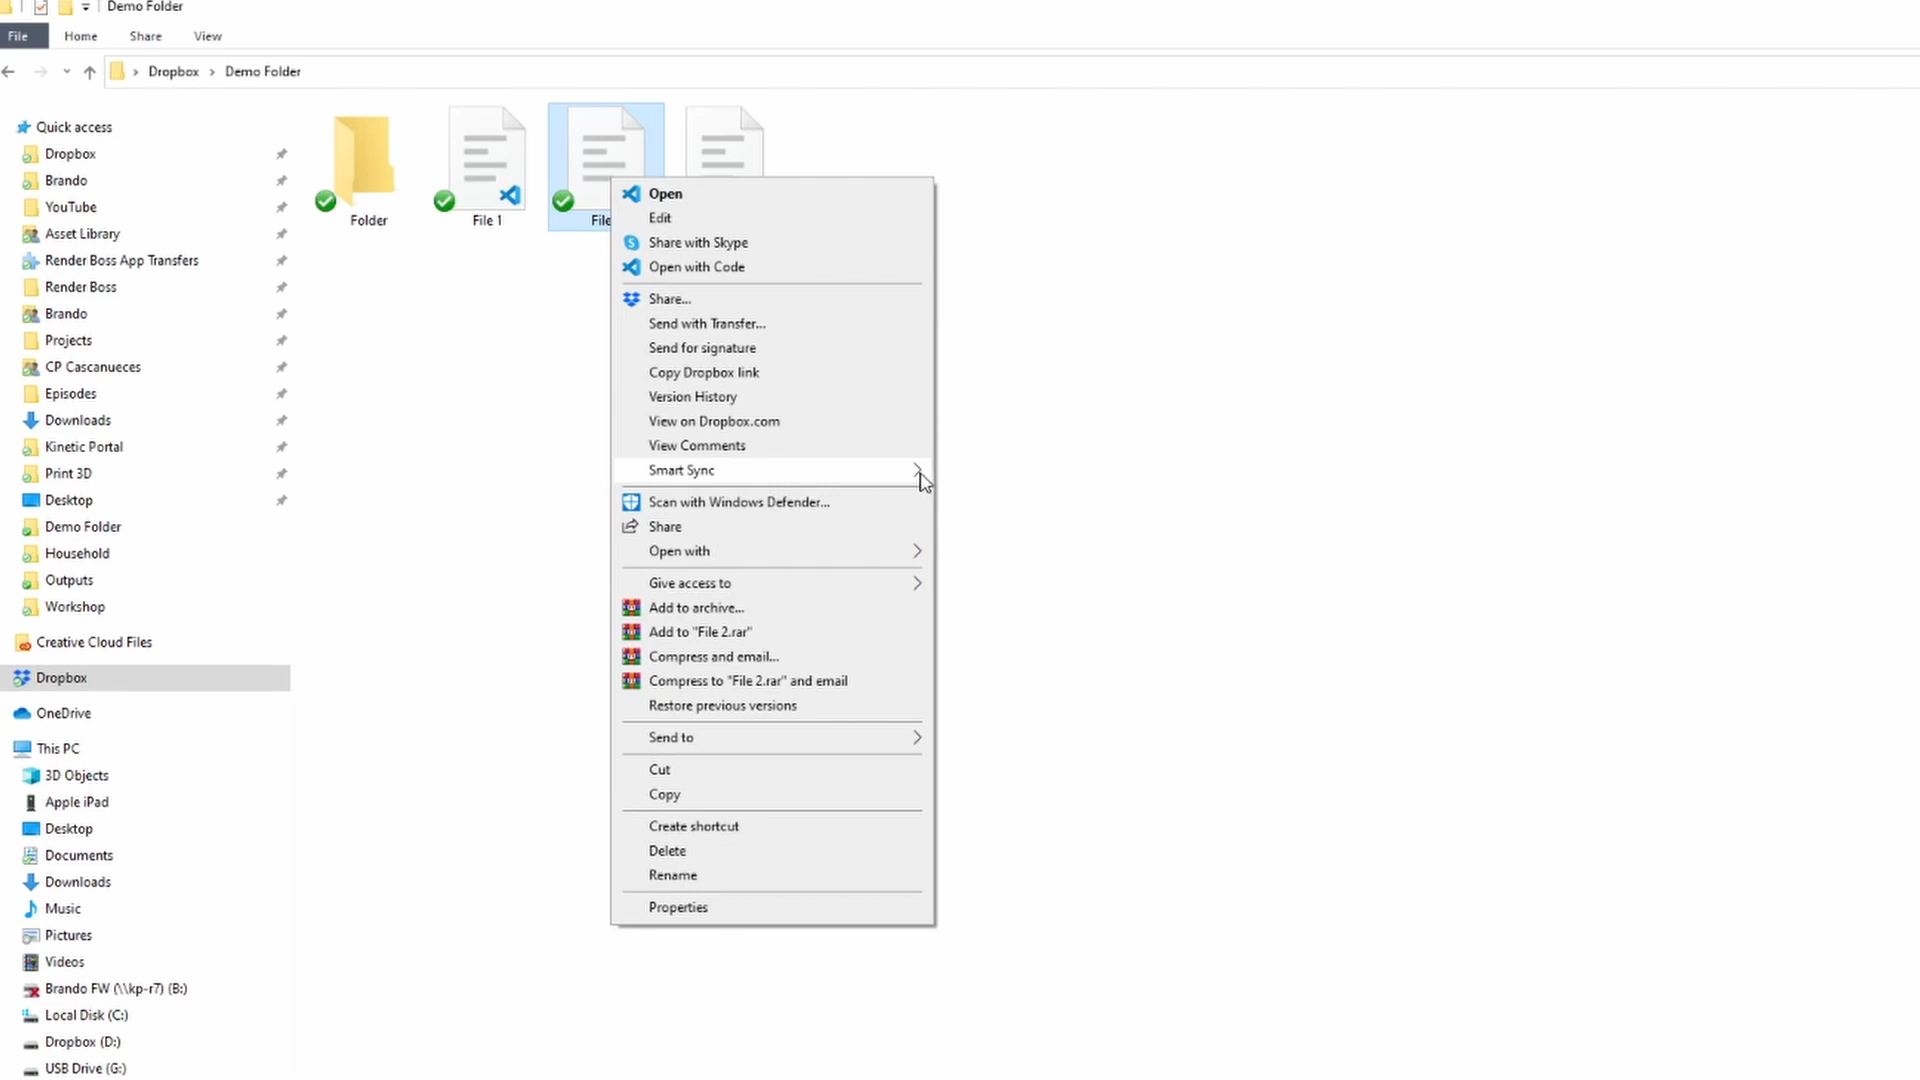 Demo Folder
File Home Share View
Dropbox Demo Folder
Quick access
Dropbox
Brando
YouTube
Asset Library
Render Boss App Transfers
Render Boss
Brando
Projects
CP Cascanueces
Episodes
Downloads
Kinetic Portal
Print 3D
Desktop
Demo Folder
Household
Outputs
Workshop
Creative Cloud Files
Dropbox
OneDrive
This PC
3D Objects
Apple iPad
Desktop
Documents
Downloads
Music
Pictures
Videos
Brando FW (\\kp-r7) (B:)
Local Disk (C:)
Dropbox (D:)
USB Drive (G:)
Folder
File 1
File
Open
Edit
Share with Skype
Open with Code
Share...
Send with Transfer...
Send for signature
Copy Dropbox link
Version History
View on Dropbox.com
View Comments
Smart Sync
Scan with Windows Defender...
Share
Open with
Give access to
Add to archive...
Add to "File 2.rar"
Compress and email...
Compress to "File 2.rar" and email
Restore previous versions
Send to
Cut
Copy
Create shortcut
Delete
Rename
Properties